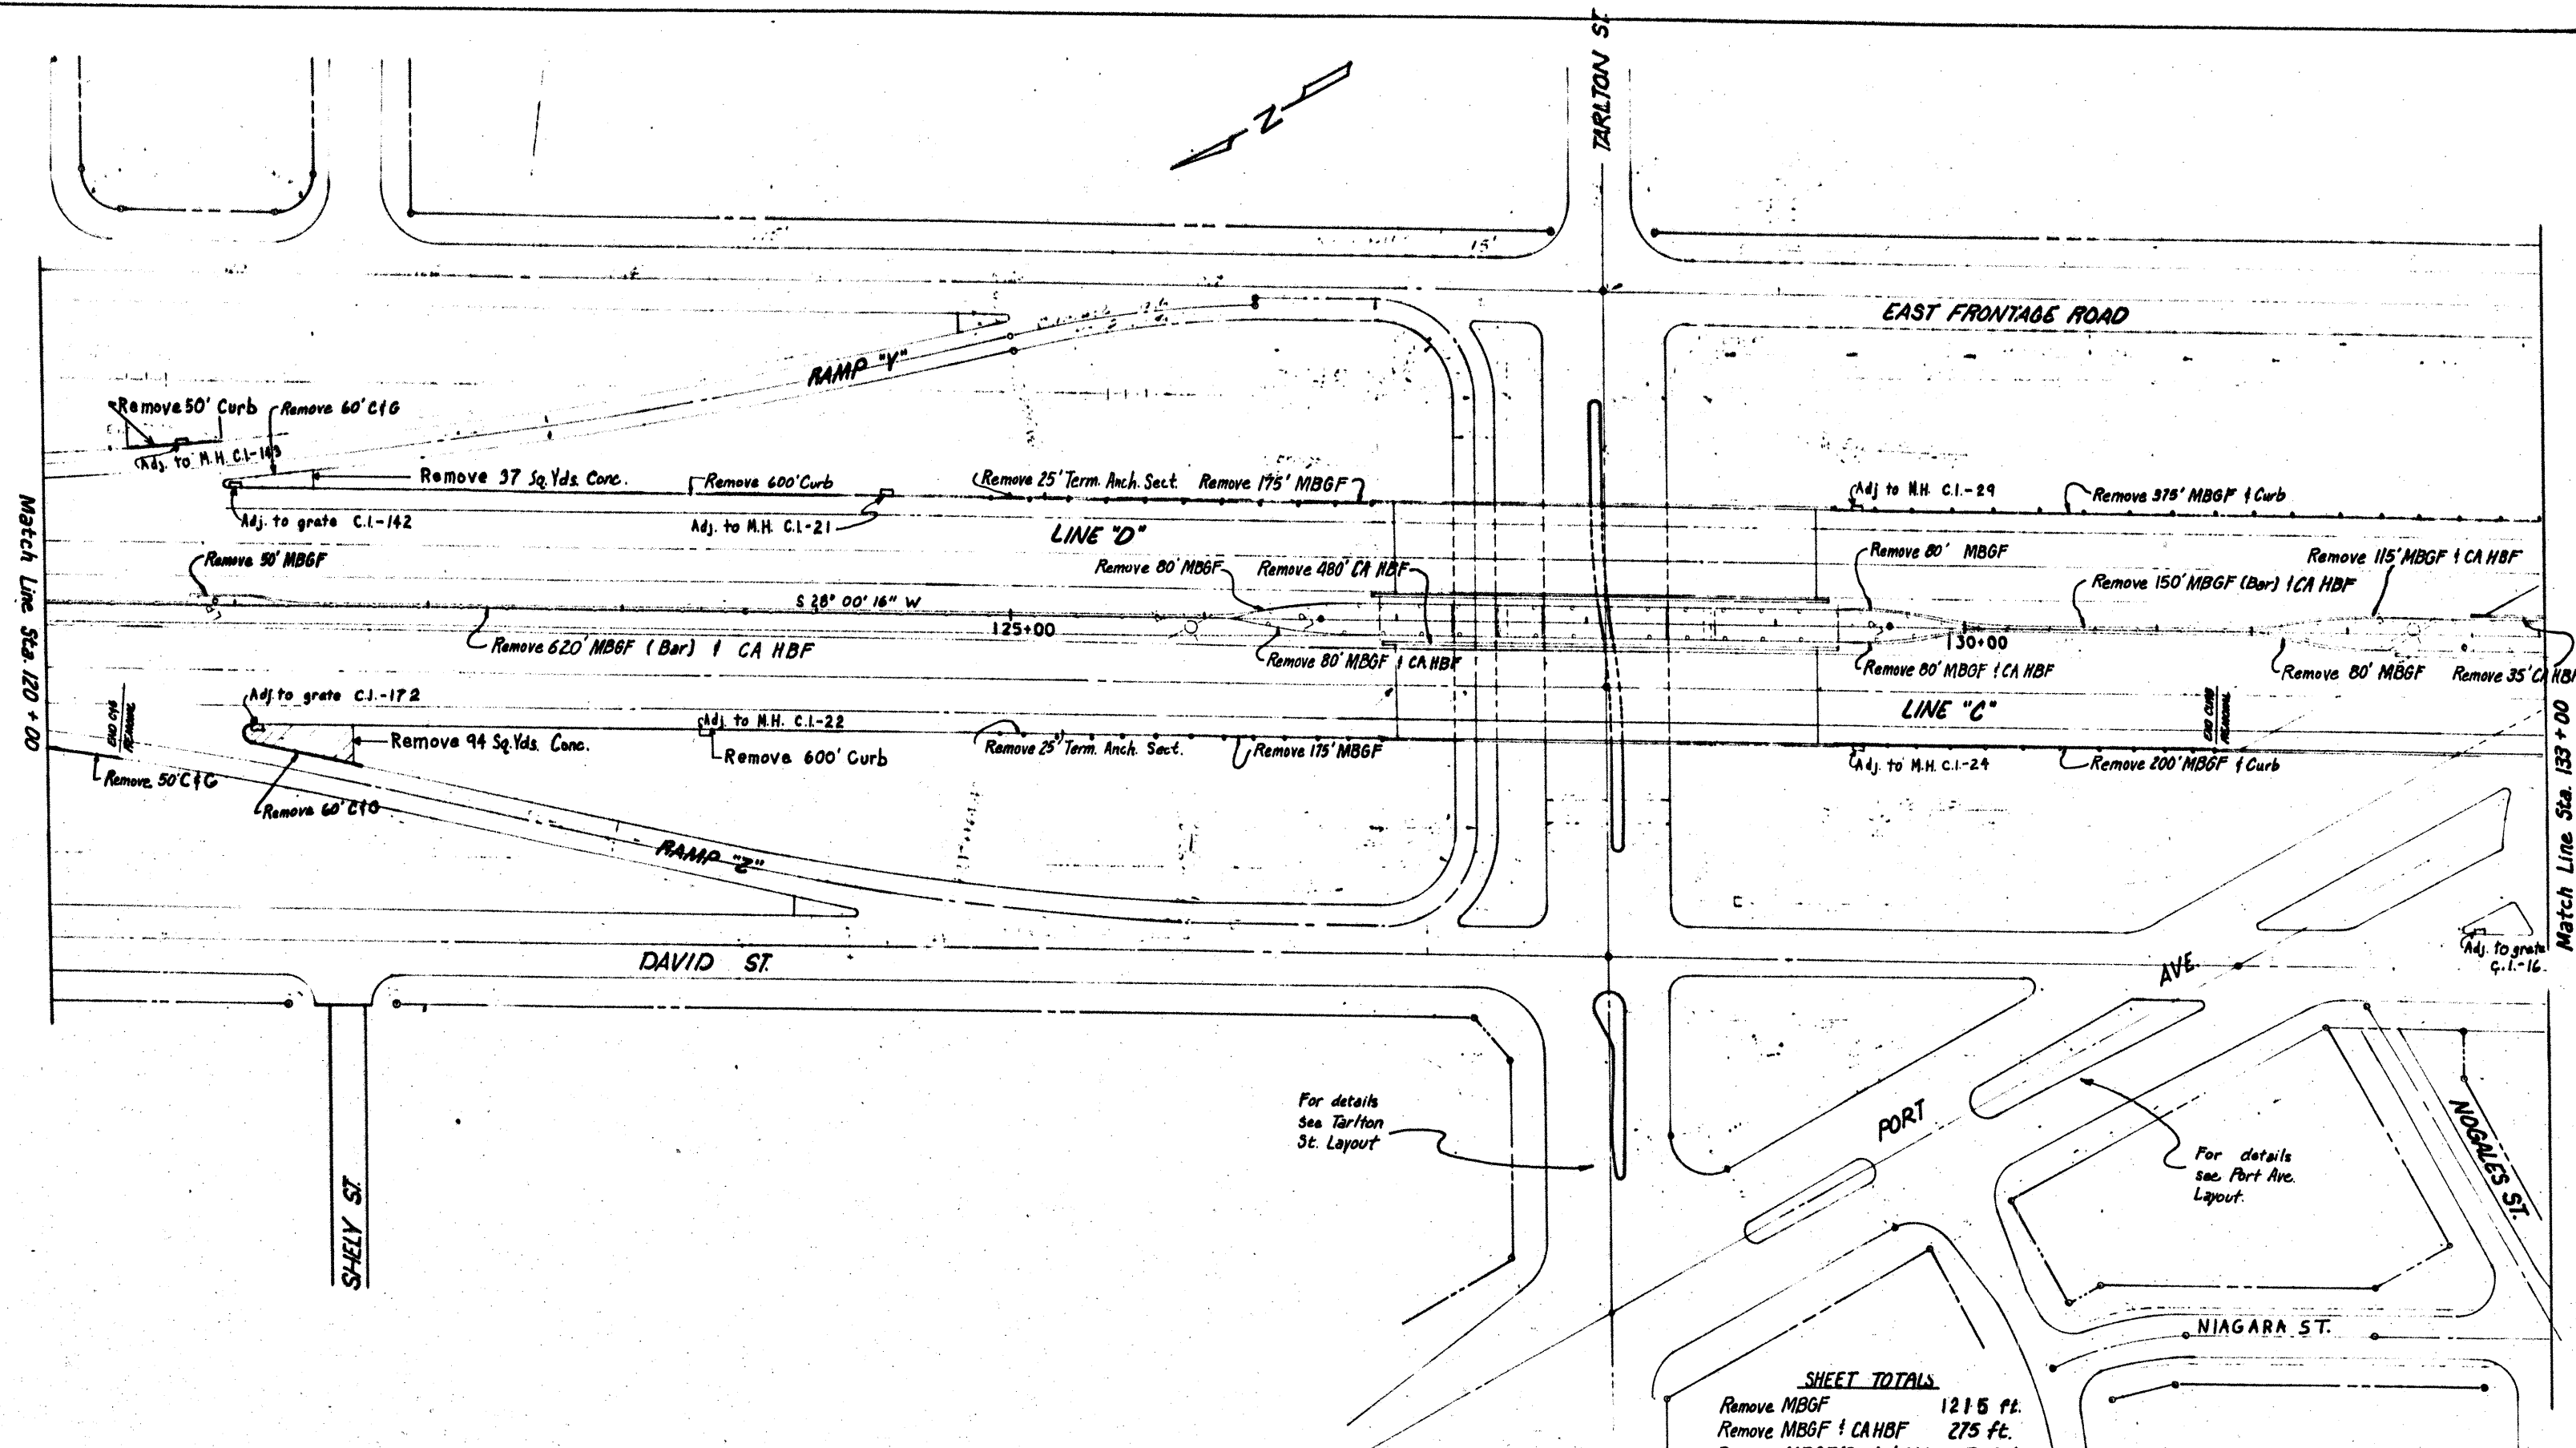 TARLTON ST.
N
15'
EAST FRONTAGE ROAD
RAMP "Y"
Remove 50' Curb
Remove 60' C&G
Adj. to M.H. C.I.-143
Remove 37 Sq. Yds. Conc.
Remove 600' Curb
Remove 25' Term. Anch. Sect.
Remove 175' MBGF
Adj to M.H. C.I.-29
Remove 375' MBGF & Curb
Adj. to grate C.I.-142
Adj. to M.H. C.I.-21
LINE "D"
Match Line Sta. 120 + 00
Remove 50' MBGF
Remove 80' MBGF
Remove 480' CA HBF
Remove 80' MBGF
Remove 115' MBGF & CA HBF
Remove 150' MBGF (Bar) & CA HBF
S 28° 00' 16" W
125+00
130+00
Remove 620' MBGF (Bar) & CA HBF
Remove 80' MBGF & CA HBF
Remove 80' MBGF & CA HBF
Remove 80' MBGF
Remove 35' CA HBF
Adj. to grate C.I.-172
END C&G
REMOVAL
Adj. to M.H. C.I.-22
LINE "C"
END CURB
REMOVAL
Remove 94 Sq. Yds. Conc.
Remove 600' Curb
Remove 25' Term. Anch. Sect.
Remove 175' MBGF
Adj. to M.H. C.I.-24
Remove 200' MBGF & Curb
Remove 50' C&G
Remove 60' C&G
Match Line Sta. 133 + 00
RAMP "Z"
DAVID ST.
Adj. to grate
C.I.-16
PORT AVE.
For details
see Tarlton
St. Layout
For details
see Port Ave.
Layout.
NOGALES ST.
SHELY ST.
NIAGARA ST.
SHEET TOTALS
Remove MBGF 1215 ft.
Remove MBGF & CAHBF 275 ft.